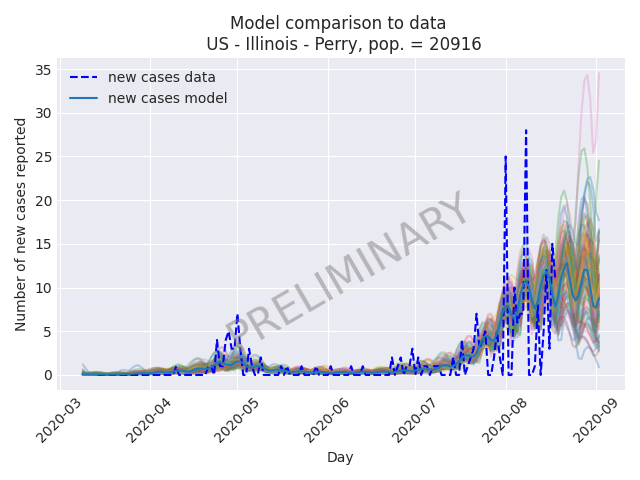 Model comparison to data
US - Illinois - Perry, pop. = 20916
new cases data
new cases model
35
30
25
20
15
10
5
0
Number of new cases reported
PRELIMINARY
2020-03
2020-04
2020-05
2020-06
2020-07
2020-08
2020-09
Day